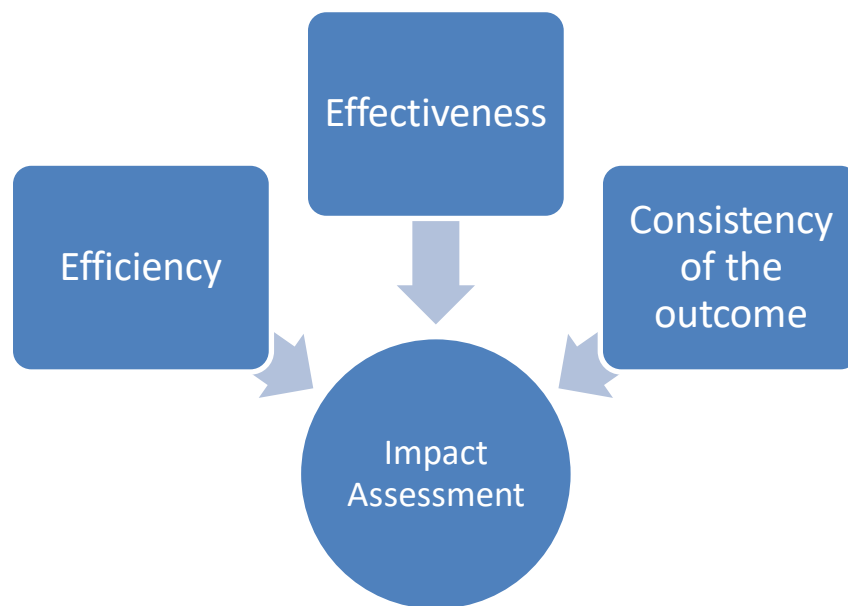 Effectiveness
Efficiency
Consistency
of the
outcome
Impact
Assessment